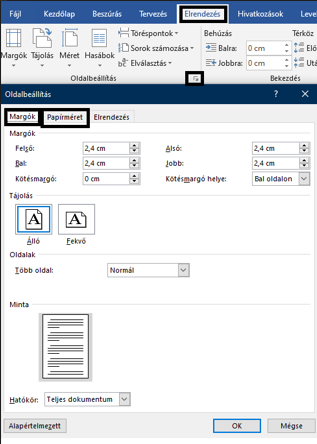 Fájl Kezdőlap Beszúrás Tervezés Elrendezés Hivatkozások Leve
Margók Tájolás Méret Hasábok
Töréspontok
Sorok számozása
Elválasztás
Behúzás Térköz
Balra: 0 cm Elő
Jobbra: 0 cm Utá
Oldalbeállítás Bekezdés
Oldalbeállítás ? ×
Margók Papírméret Elrendezés
Margók
Felső: 2,4 cm Alsó: 2,4 cm
Bal: 2,4 cm Jobb: 2,4 cm
Kötésmargó: 0 cm Kötésmargó helye: Bal oldalon
Tájolás
A A
Álló Fekvő
Oldalak
Több oldal: Normál
Minta
Hatókör: Teljes dokumentum
Alapértelmezett OK Mégse